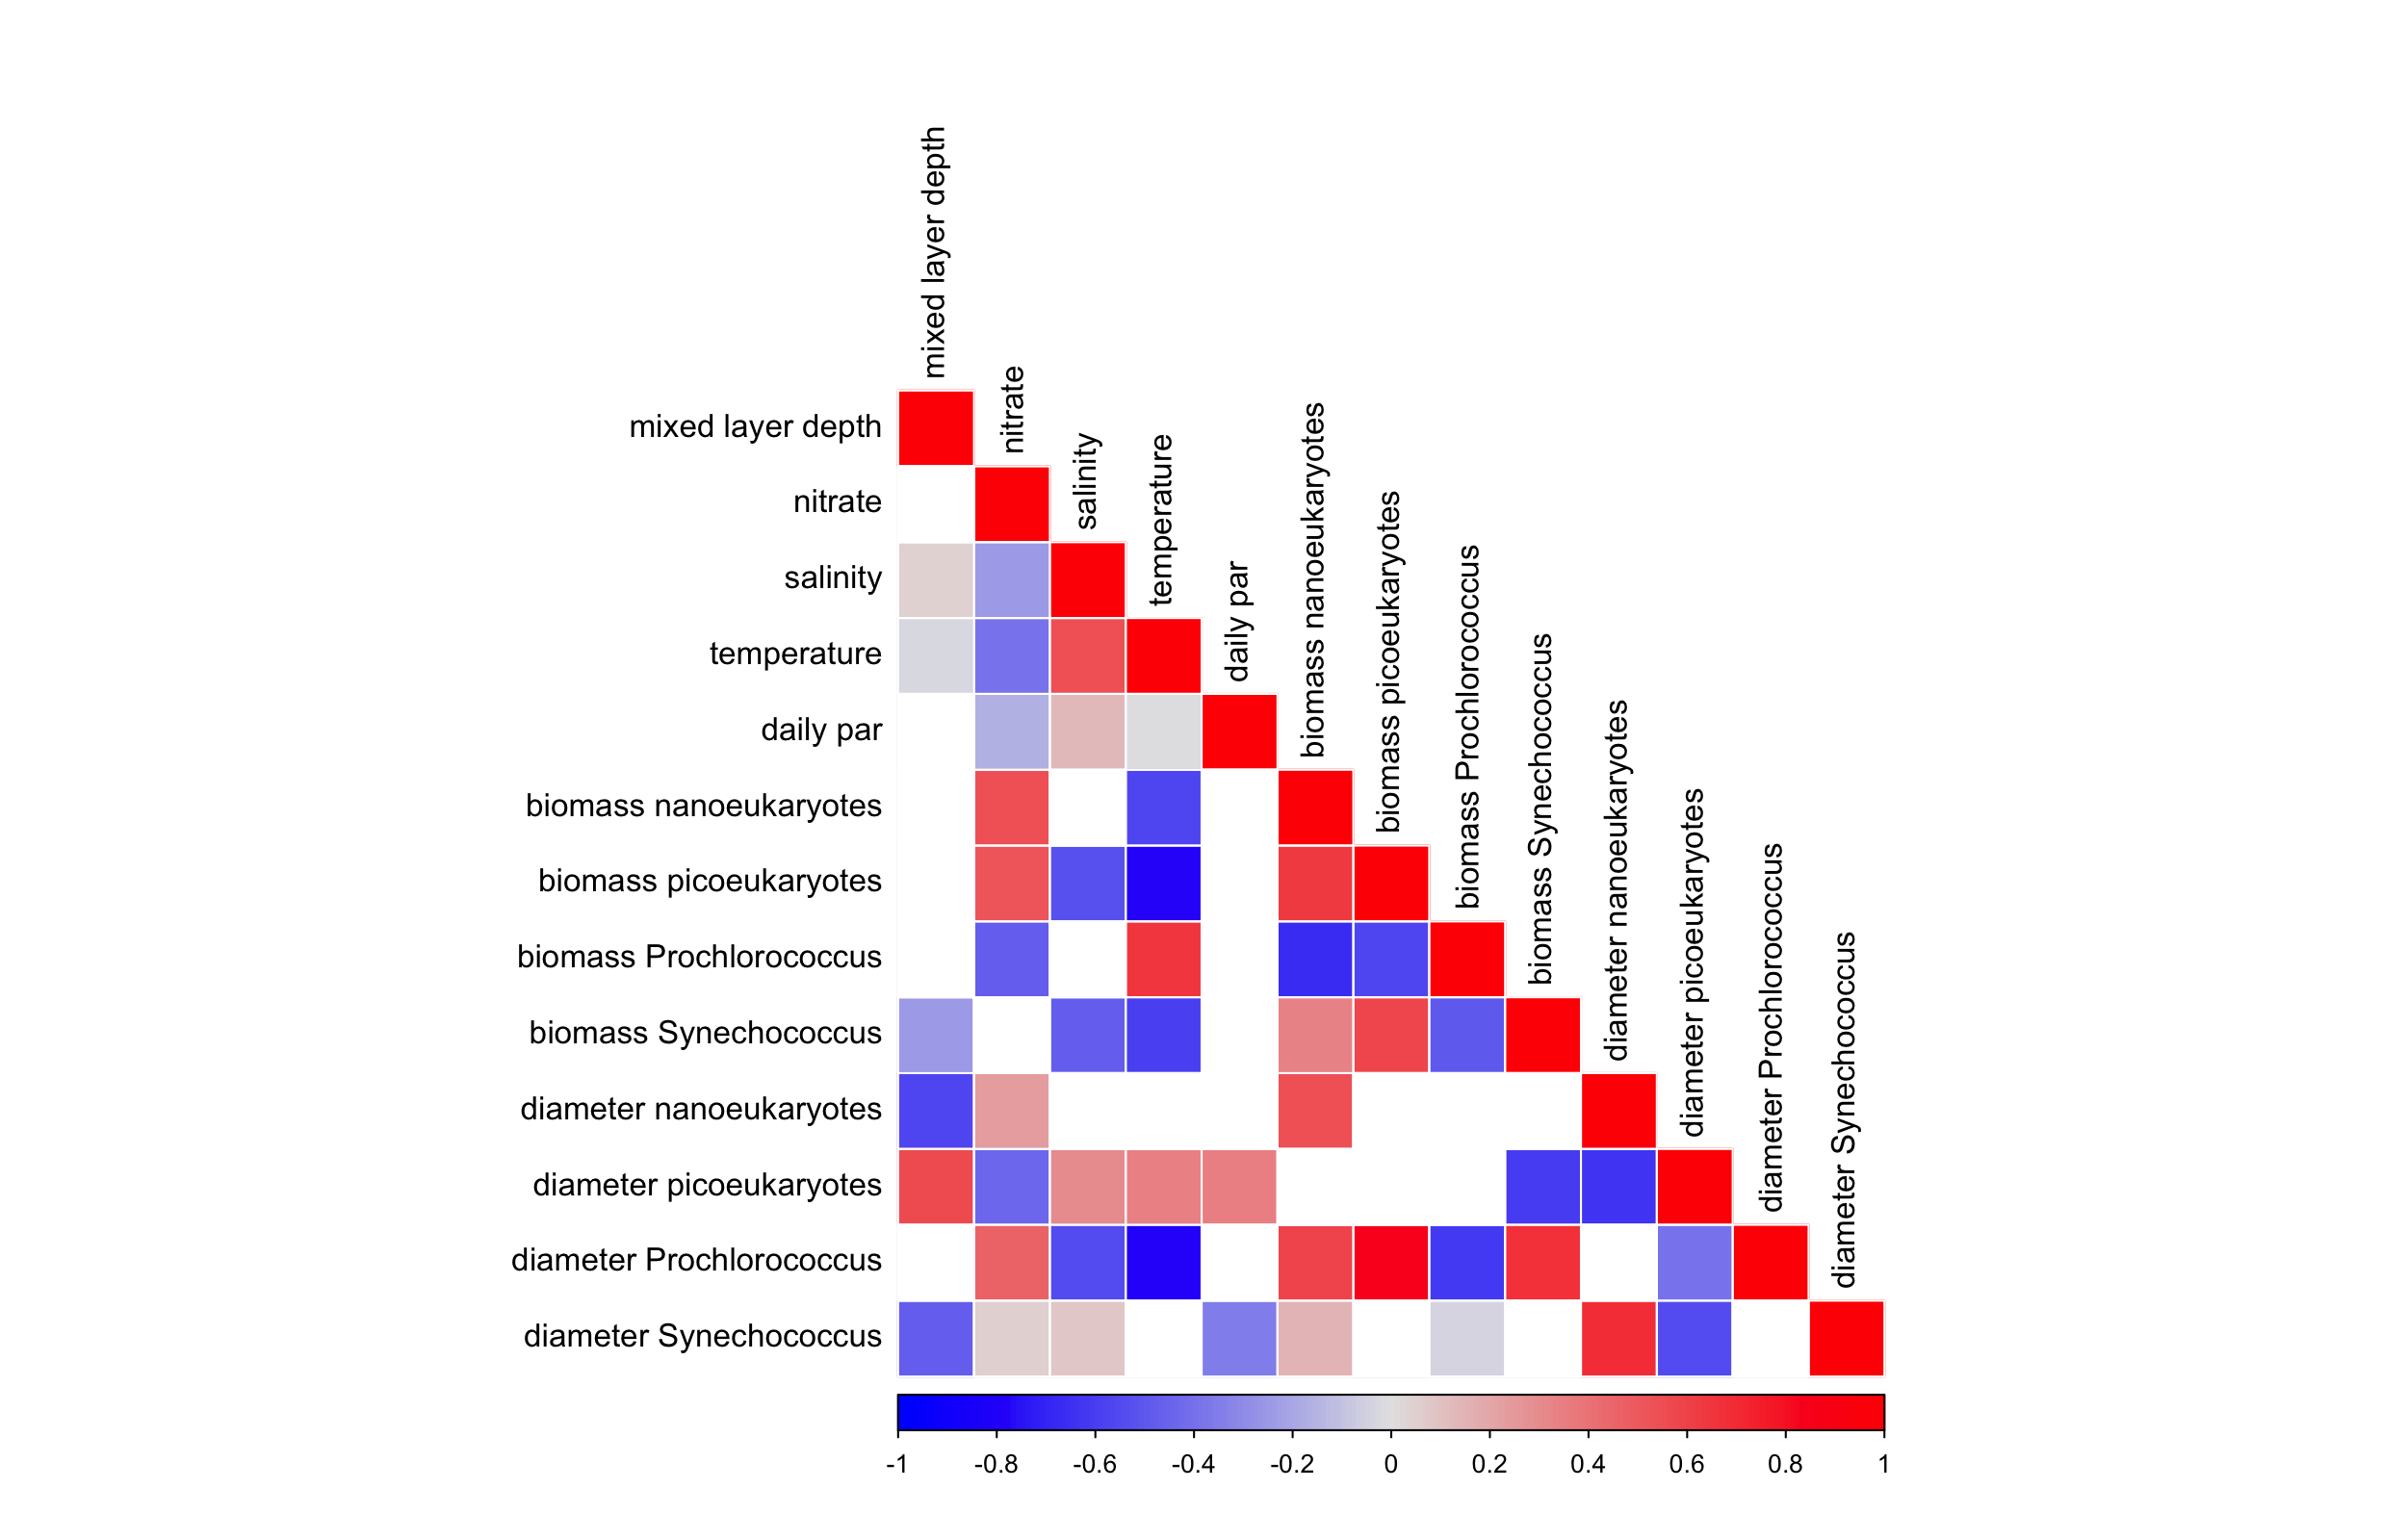 mixed layer depth
nitrate
salinity
temperature
daily par
biomass nanoeukaryotes
biomass picoeukaryotes
biomass Prochlorococcus
biomass Synechococcus
diameter nanoeukaryotes
diameter picoeukaryotes
diameter Prochlorococcus
diameter Synechococcus
mixed layer depth
nitrate
salinity
temperature
daily par
biomass nanoeukaryotes
biomass picoeukaryotes
biomass Prochlorococcus
biomass Synechococcus
diameter nanoeukaryotes
diameter picoeukaryotes
diameter Prochlorococcus
diameter Synechococcus
-1 -0.8 -0.6 -0.4 -0.2 0 0.2 0.4 0.6 0.8 1